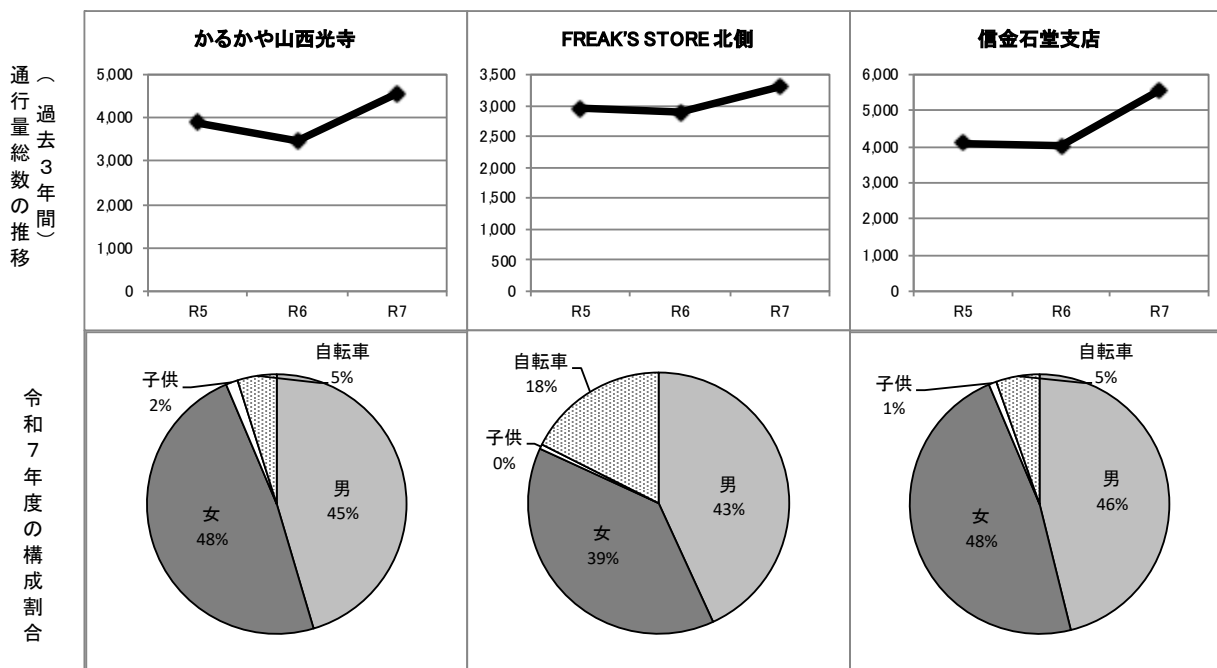 かるかや山西光寺
FREAK'S STORE 北側
信金石堂支店
通行量総数の推移
（過去３年間）
5,000
4,000
3,000
2,000
1,000
0
R5
R6
R7
3,500
3,000
2,500
2,000
1,500
1,000
500
0
R5
R6
R7
6,000
5,000
4,000
3,000
2,000
1,000
0
R5
R6
R7
令和７年度の構成割合
自転車
5%
子供
2%
男
45%
女
48%
自転車
18%
子供
0%
男
43%
女
39%
自転車
5%
子供
1%
男
46%
女
48%